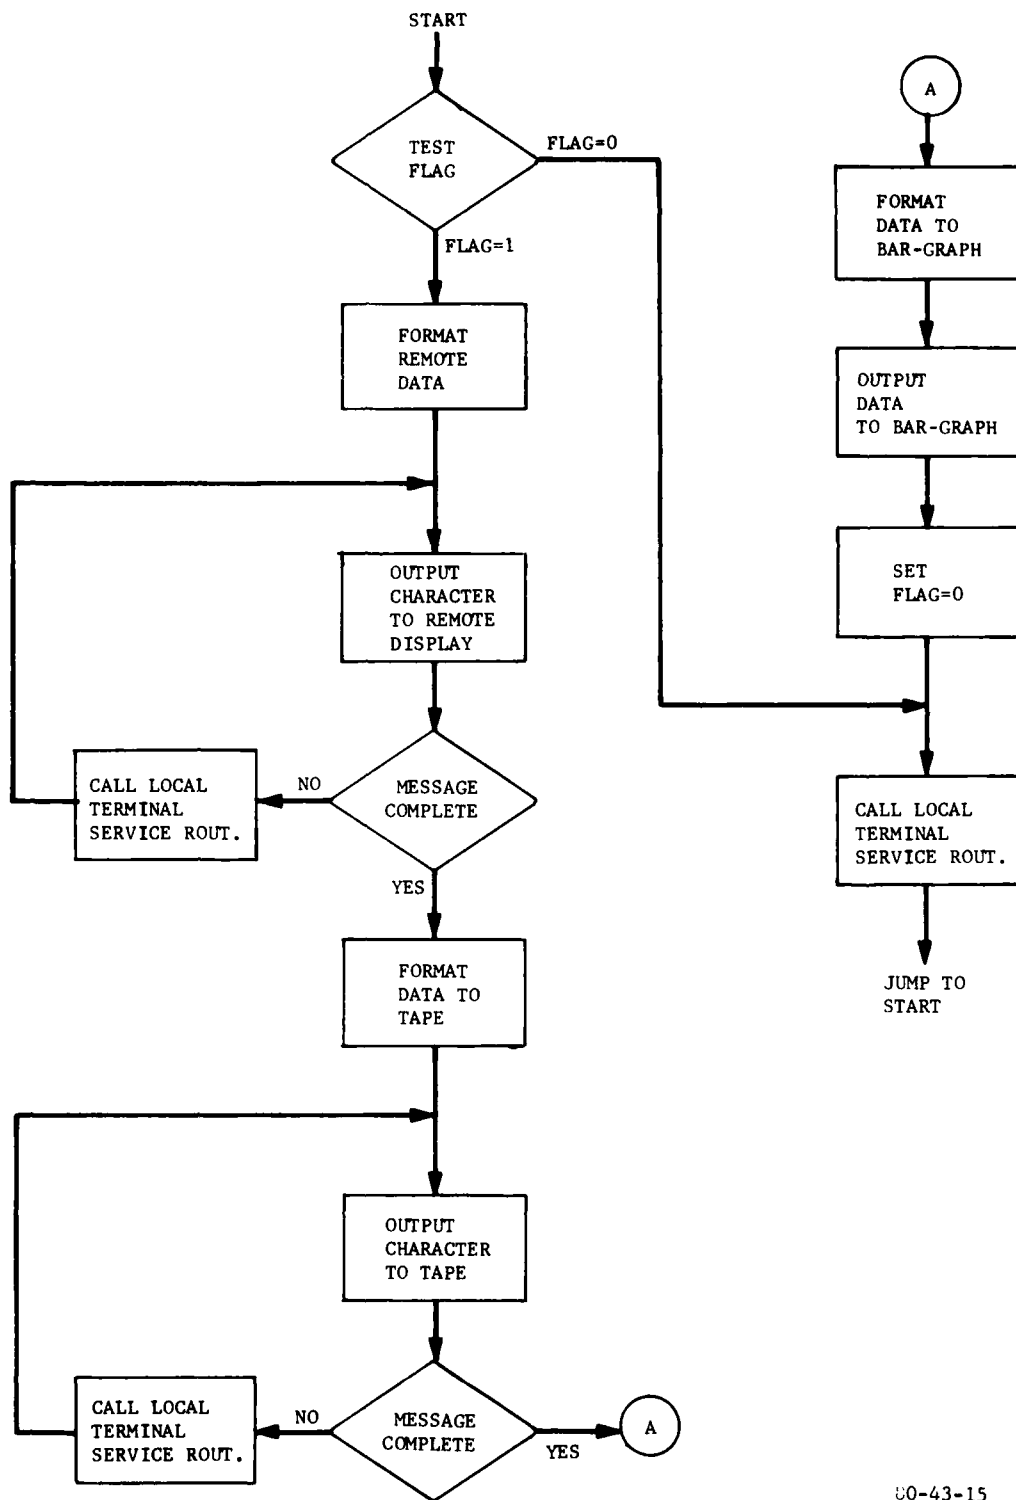 START
TEST
FLAG
FLAG=0
FLAG=1
FORMAT
REMOTE
DATA
OUTPUT
CHARACTER
TO REMOTE
DISPLAY
MESSAGE
COMPLETE
NO
CALL LOCAL
TERMINAL
SERVICE ROUT.
YES
FORMAT
DATA TO
TAPE
OUTPUT
CHARACTER
TO TAPE
MESSAGE
COMPLETE
NO
CALL LOCAL
TERMINAL
SERVICE ROUT.
YES
A
A
FORMAT
DATA TO
BAR-GRAPH
OUTPUT
DATA
TO BAR-GRAPH
SET
FLAG=0
CALL LOCAL
TERMINAL
SERVICE ROUT.
JUMP TO
START